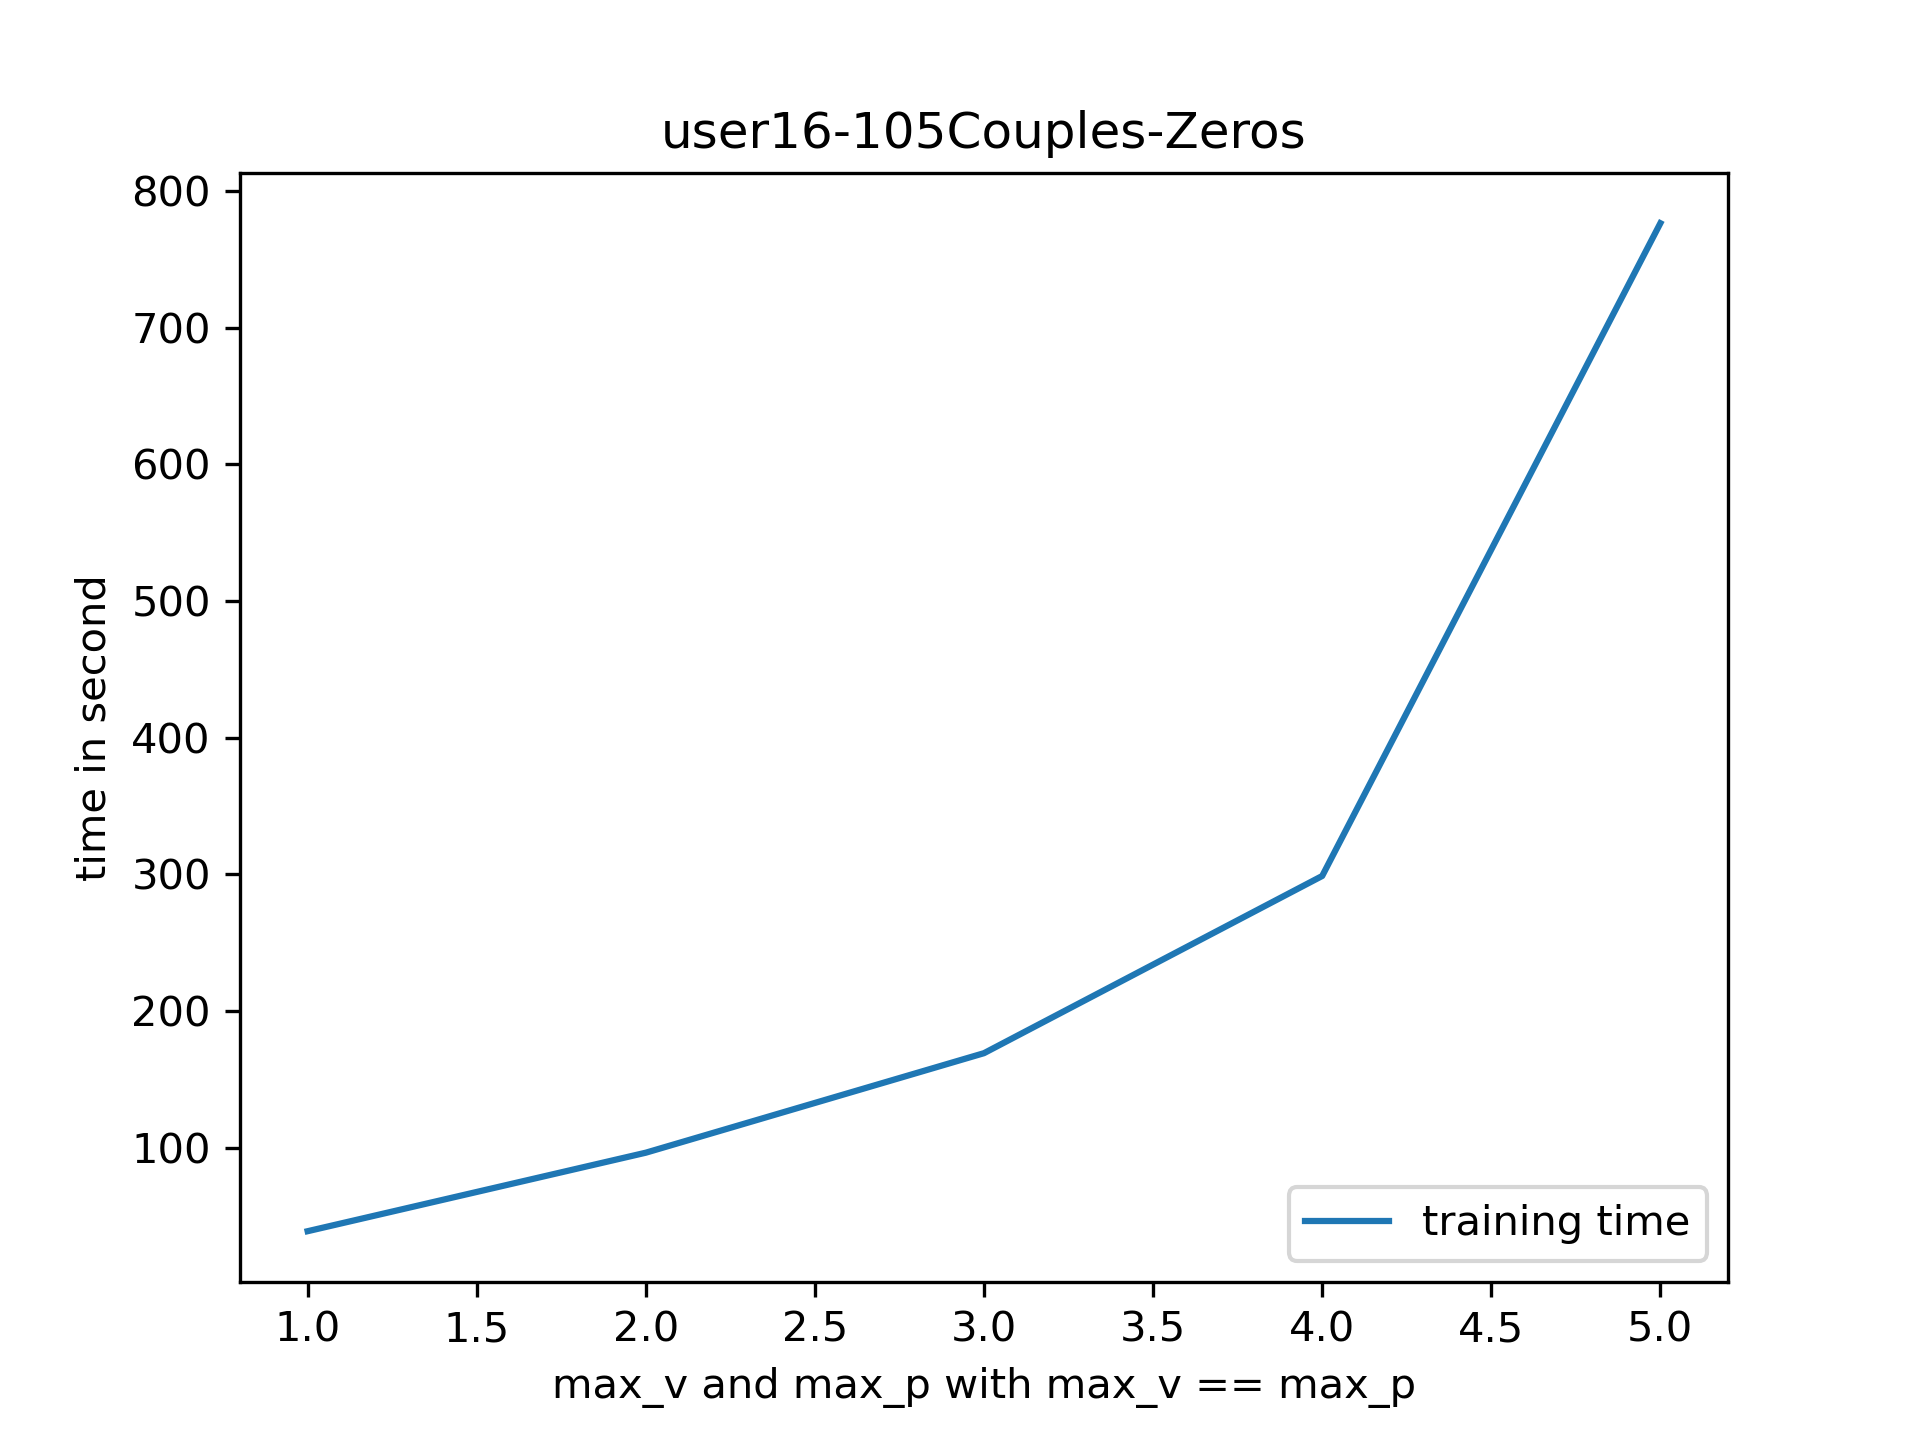 user16-105Couples-Zeros
800
700
600
500
400
300
200
100
time in second
training time
1.0 1.5 2.0 2.5 3.0 3.5 4.0 4.5 5.0
max_v and max_p with max_v == max_p